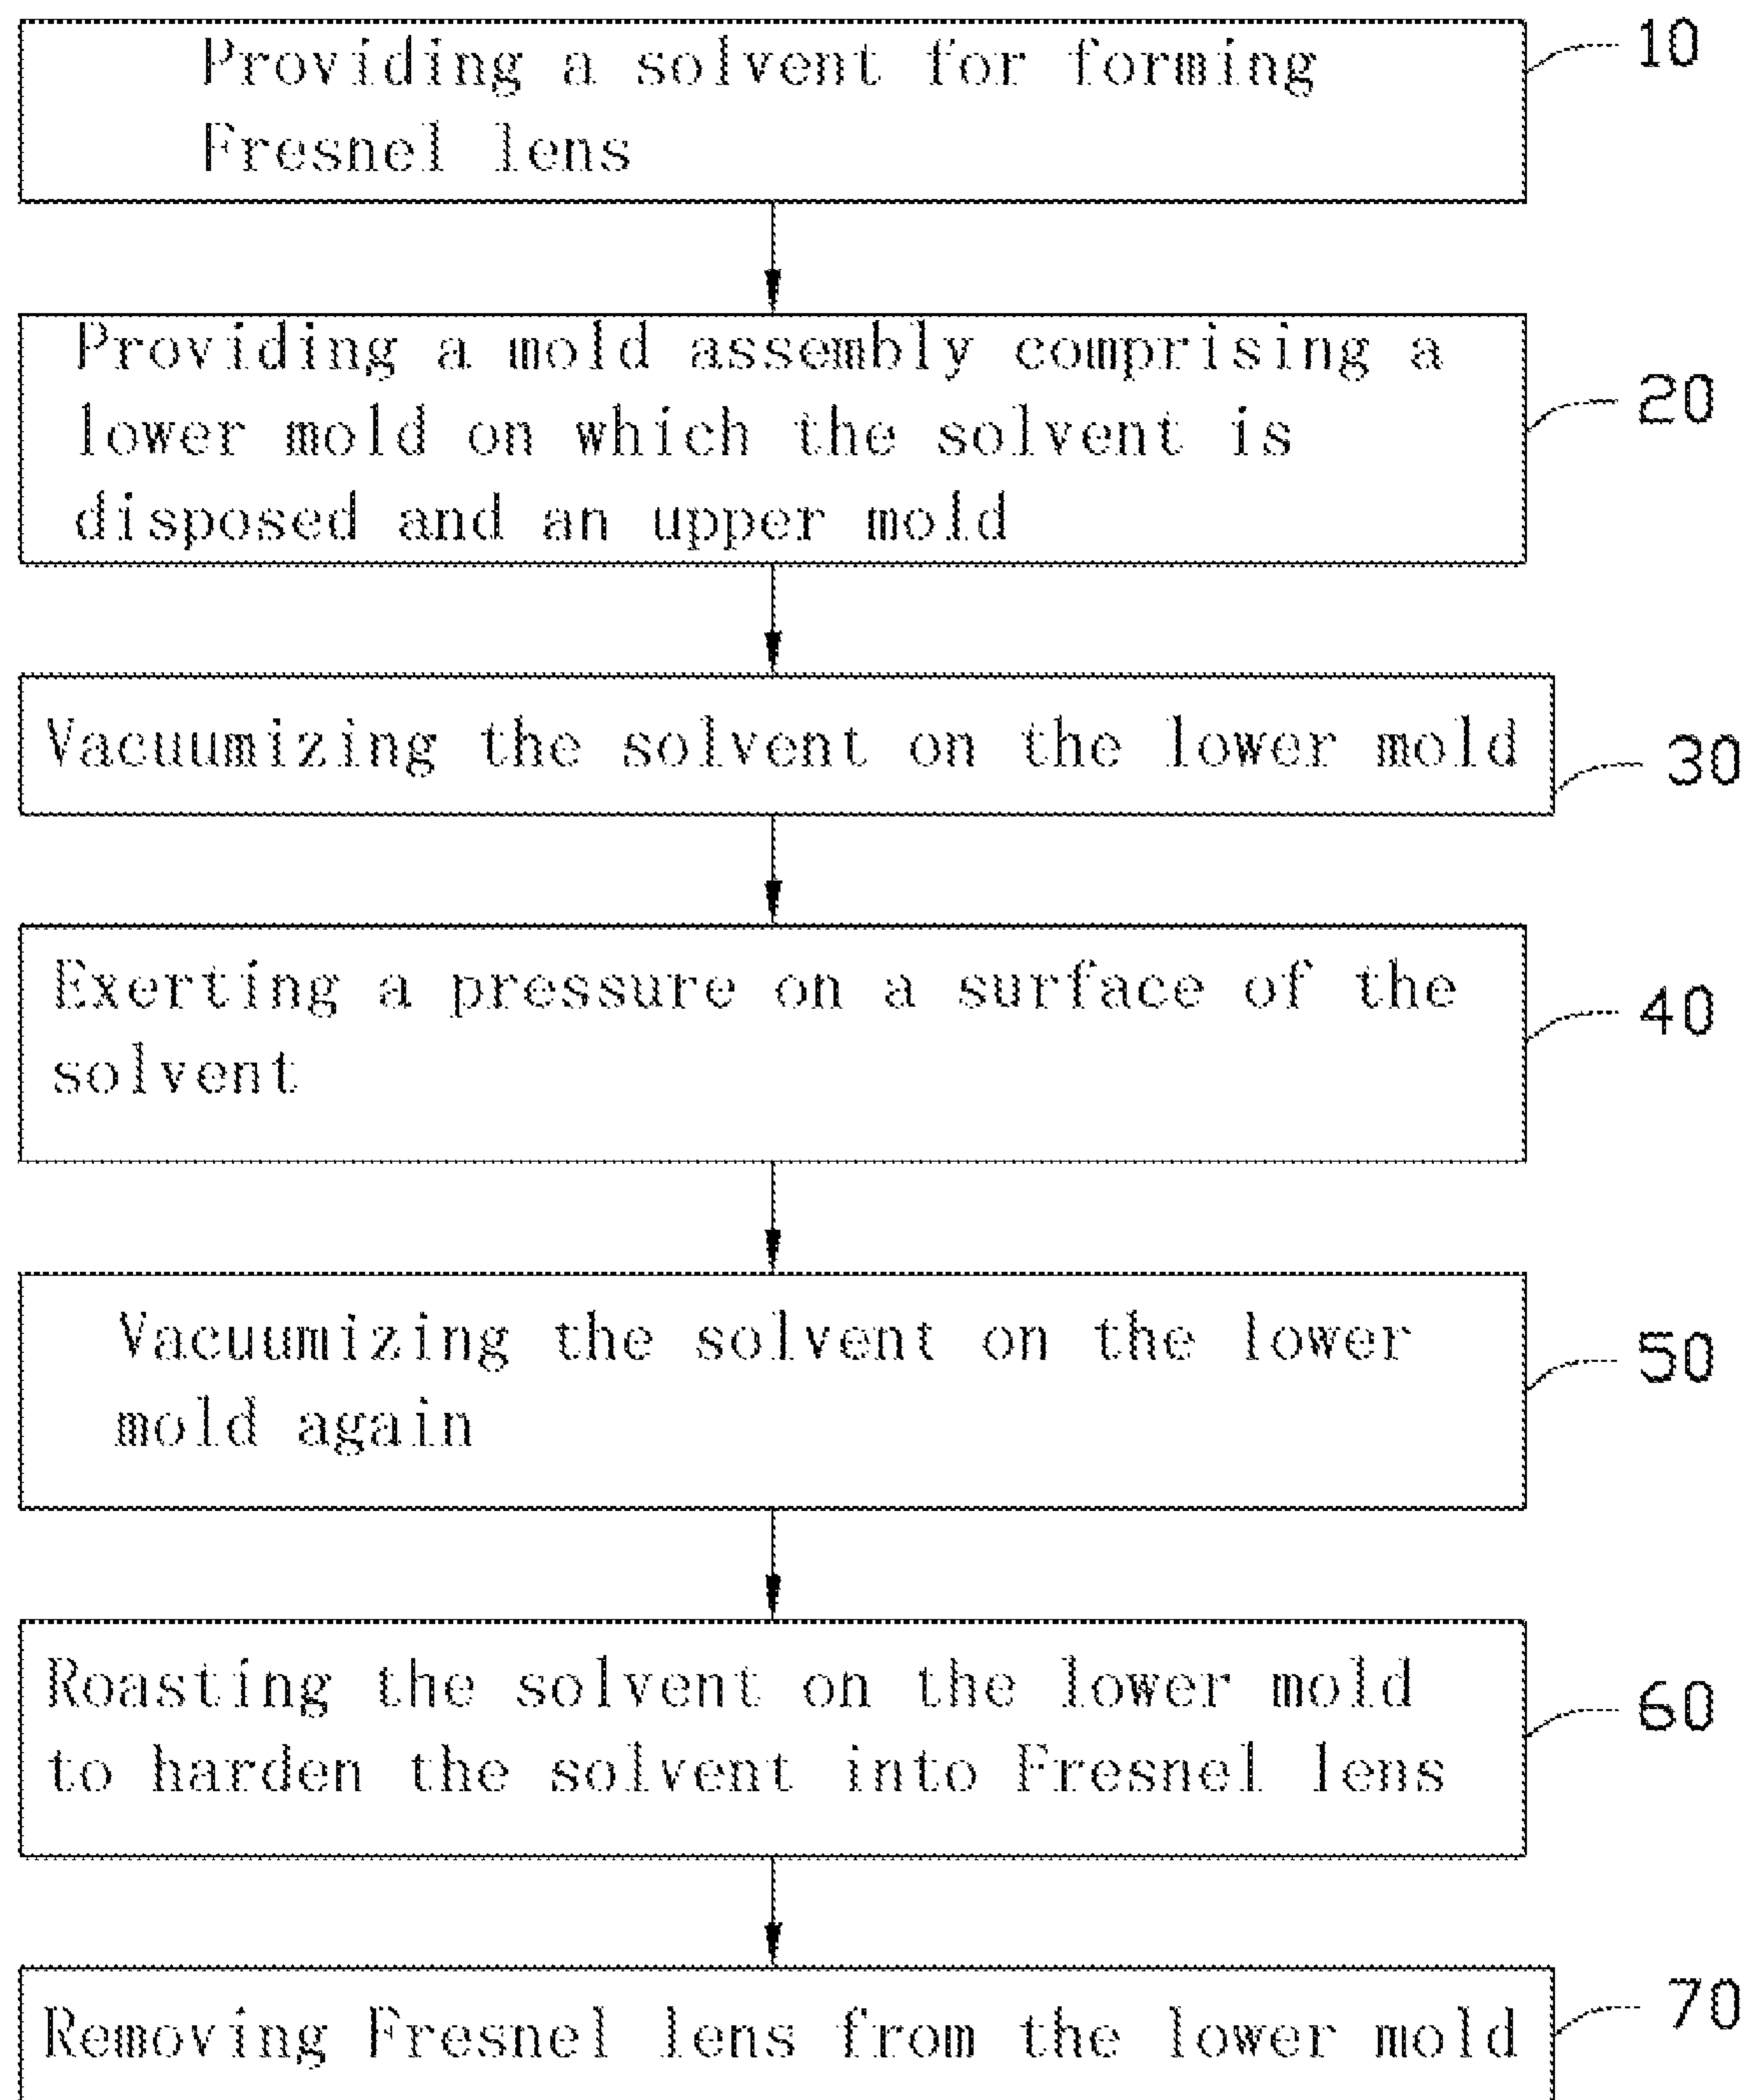 Providing a solvent for forming
Fresnel lens
10
Providing a mold assembly comprising a
lower mold on which the solvent is
disposed and an upper mold
20
Vacuumizing the solvent on the lower mold
30
Exerting a pressure on a surface of the
solvent
40
Vacuumizing the solvent on the lower
mold again
50
Roasting the solvent on the lower mold
to harden the solvent into Fresnel lens
60
Removing Fresnel lens from the lower mold
70